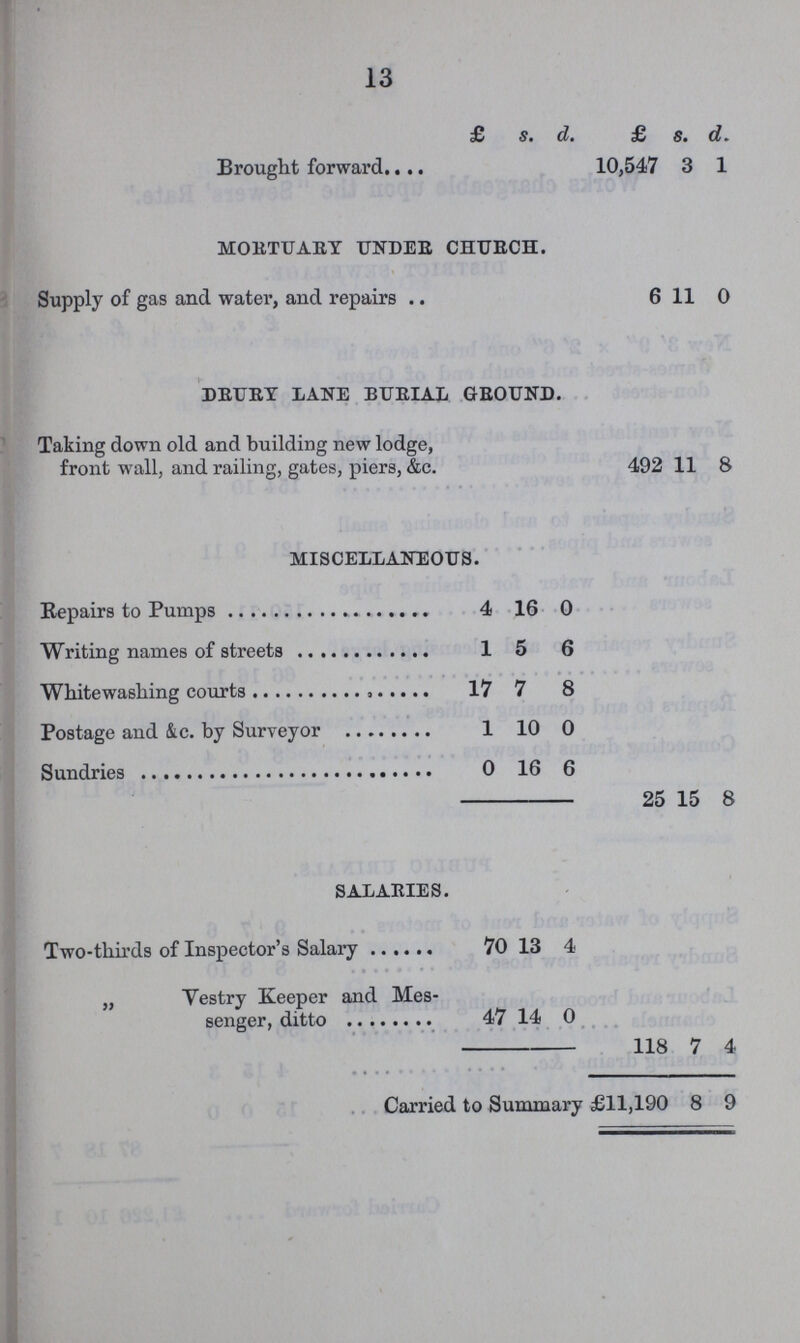 13
£ s. d. £ s. d.
Brought forward.... 10,547 3 1
MORTUARY UNDER CHURCH.
Supply of gas and water, and repairs .. 6 11 0
DRURY LANE BURIAL GROUND.
Taking down old and building new lodge,
front wall, and railing, gates, piers, &c. 492 11 8
MISCELLANEOUS.
Repairs to Pumps .................. 4 16 0
Writing names of streets ............ 1 5 6
Whitewashing courts ................ 17 7 8
Postage and &c. by Surveyor ........ 1 10 0
Sundries .......................... 0 16 6
25 15 8
SALARIES.
Two-thirds of Inspector's Salary ...... 70 13 4
„ Vestry Keeper and Mes-
senger, ditto ........ 47 14 0
118 7 4
Carried to Summary £11,190 8 9